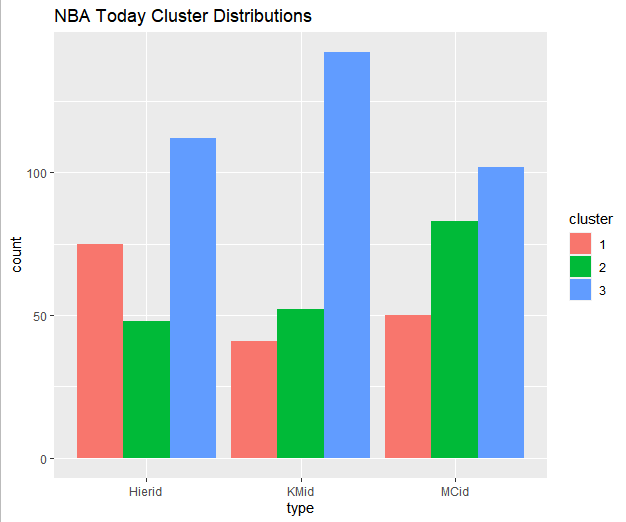 NBA Today Cluster Distributions
count
100
50
0
Hierid KMid MCid
type
cluster
1
2
3